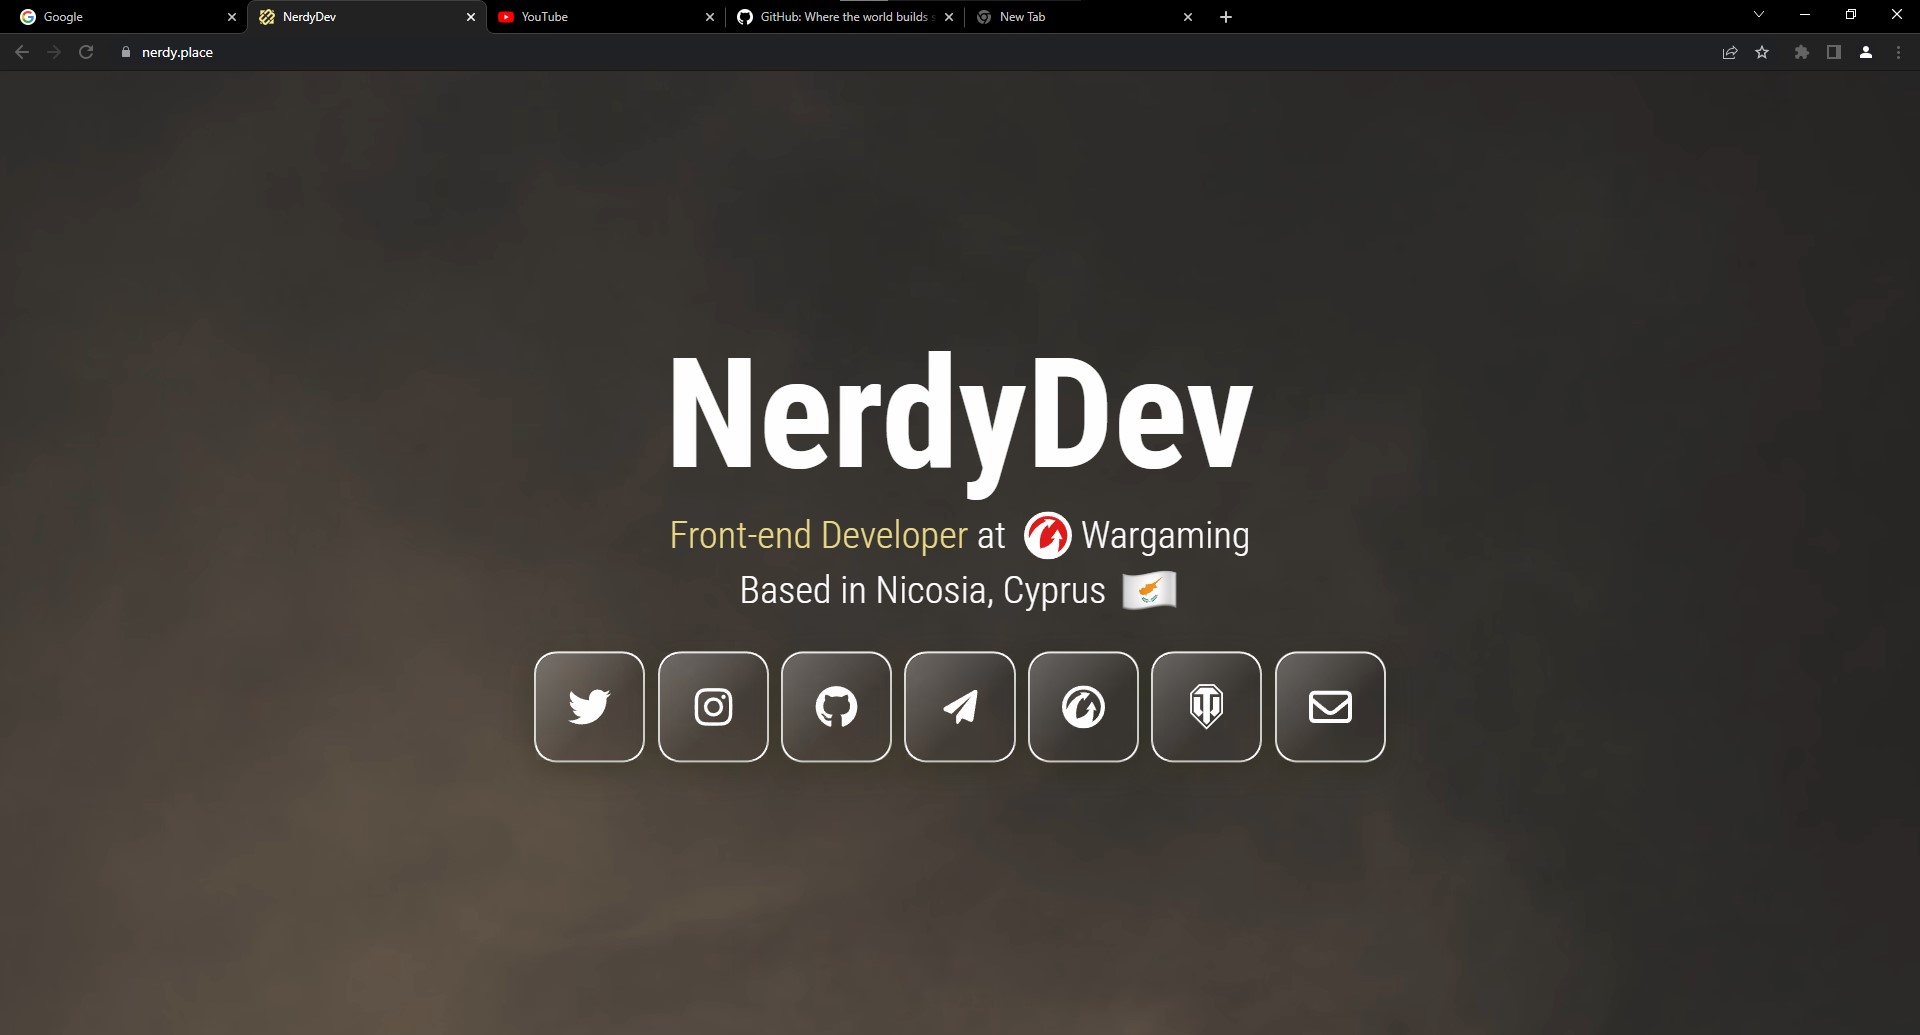 Google
NerdyDev
YouTube
GitHub: Where the world builds
New Tab
nerdy.place
NerdyDev
Front-end Developer at Wargaming
Based in Nicosia, Cyprus